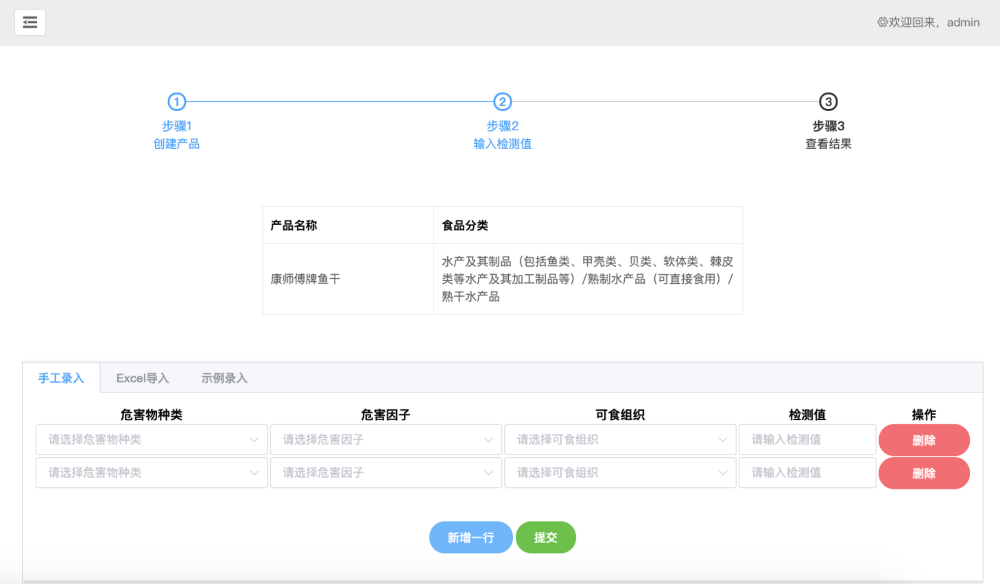 欢迎回来，admin
1
2
3
步骤1
步骤2
步骤3
创建产品
输入检测值
查看结果
产品名称
食品分类
康师傅牌鱼干
水产及其制品（包括鱼类、甲壳类、贝类、软体类、棘皮
类等水产及其加工制品等）/熟制水产品（可直接食用）/
熟干水产品
手工录入
Excel导入
示例录入
危害物种类
危害因子
可食组织
检测值
操作
请选择危害物种类
请选择危害因子
请选择可食组织
请输入检测值
删除
请选择危害物种类
请选择危害因子
请选择可食组织
请输入检测值
删除
新增一行
提交